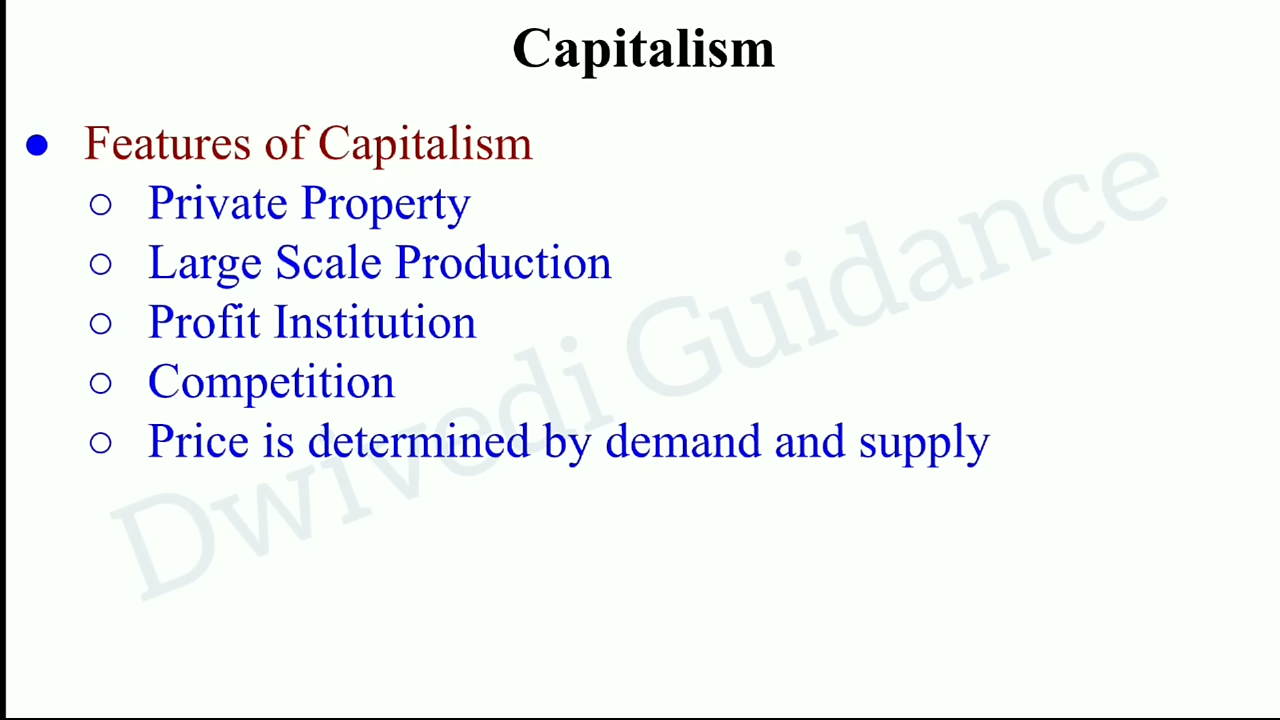 Capitalism
● Features of Capitalism
○ Private Property
○ Large Scale Production
○ Profit Institution
○ Competition
○ Price is determined by demand and supply
Dwivedi Guidance